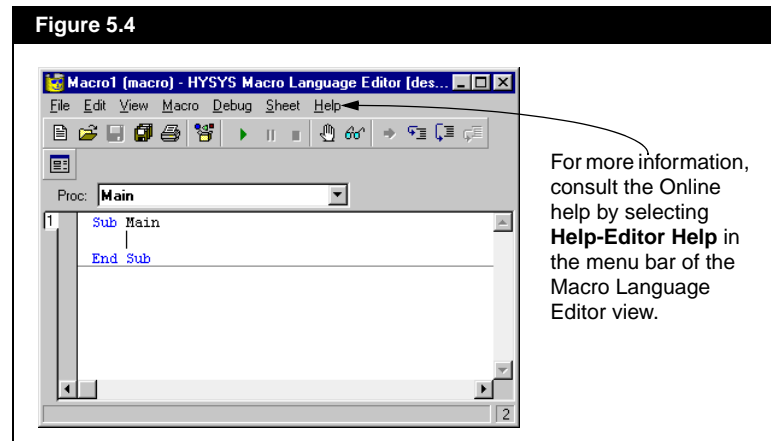 Figure 5.4
Macro1 (macro) - HYSYS Macro Language Editor [des...
File Edit View Macro Debug Sheet Help
Proc: Main
1
Sub Main
End Sub
2
For more information,
consult the Online
help by selecting
Help-Editor Help in
the menu bar of the
Macro Language
Editor view.